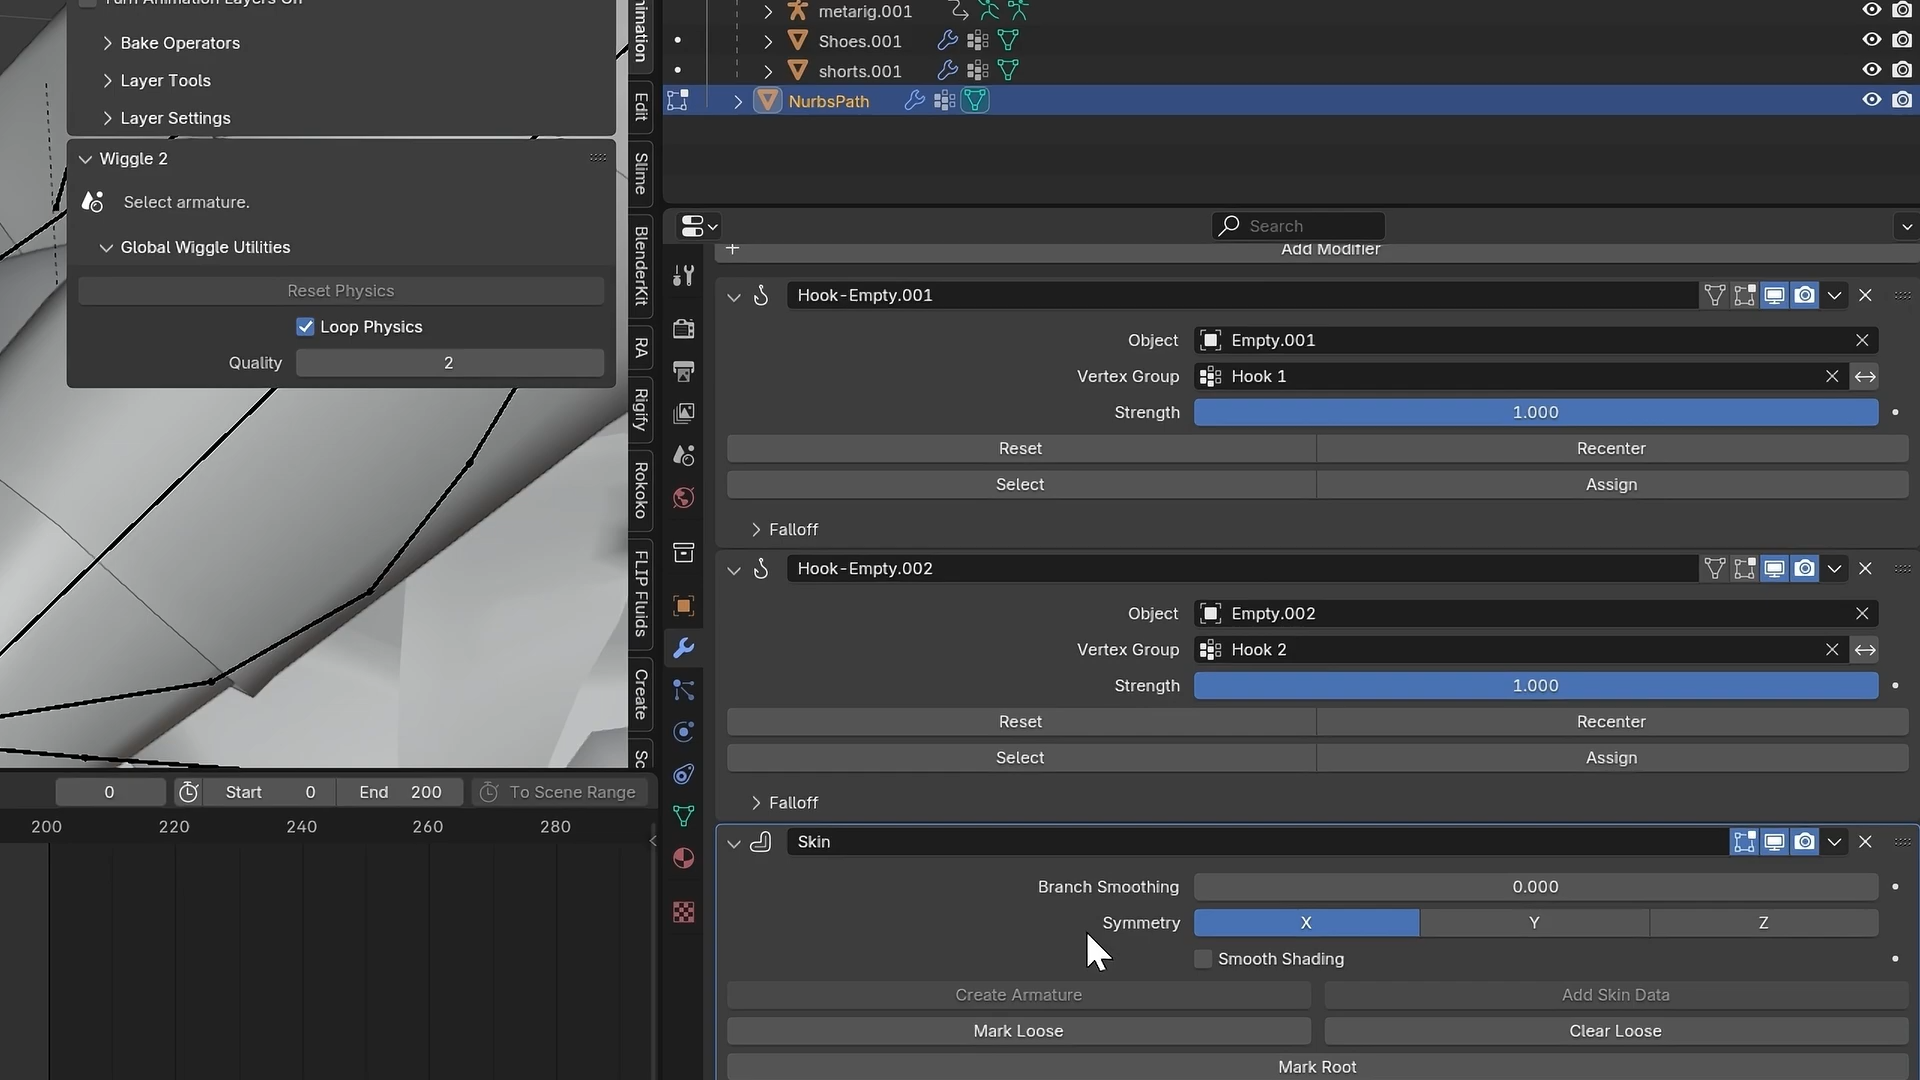 Turn Animation Layers On
Bake Operators
Layer Tools
Layer Settings
Wiggle 2
Select armature.
Global Wiggle Utilities
Reset Physics
Loop Physics
Quality 2
Edit
Slime
BlenderKit
RA
Rigify
Rokoko
FLIP Fluids
Create
0 Start 0 End 200 To Scene Range
200 220 240 260 280
metarig.001
Shoes.001
shorts.001
NurbsPath
Search
Add Modifier
Hook-Empty.001
Object Empty.001
Vertex Group Hook 1
Strength 1.000
Reset Recenter
Select Assign
Falloff
Hook-Empty.002
Object Empty.002
Vertex Group Hook 2
Strength 1.000
Reset Recenter
Select Assign
Falloff
Skin
Branch Smoothing 0.000
Symmetry X Y Z
Smooth Shading
Create Armature Add Skin Data
Mark Loose Clear Loose
Mark Root